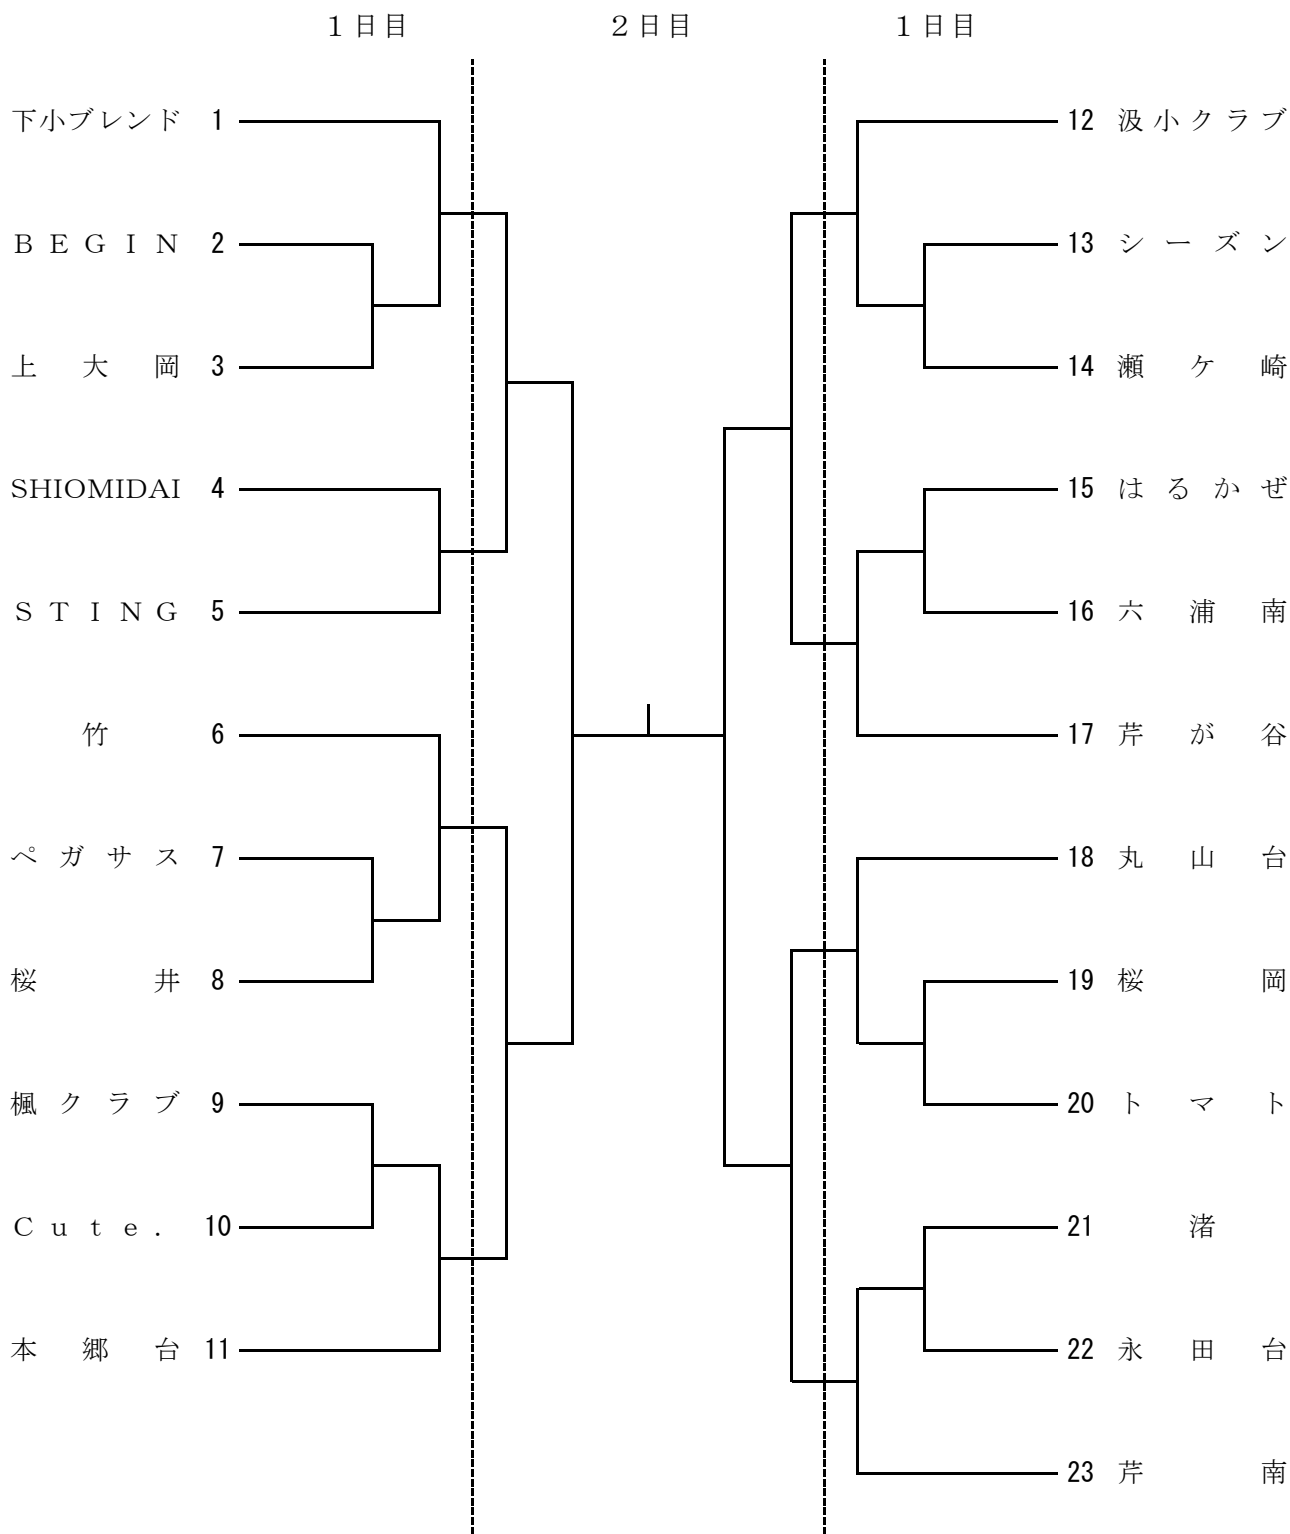 １日目 ２日目 １日目
下小ブレンド 1 12 汲小クラブ
ＢＥＧＩＮ 2 13 シーズン
上大岡 3 14 瀬ケ崎
SHIOMIDAI 4 15 はるかぜ
ＳＴＩＮＧ 5 16 六浦南
竹 6 17 芹が谷
ペガサス 7 18 丸山台
桜井 8 19 桜岡
楓クラブ 9 20 トマト
Ｃｕｔｅ． 10 21 渚
本郷台 11 22 永田台
23 芹南